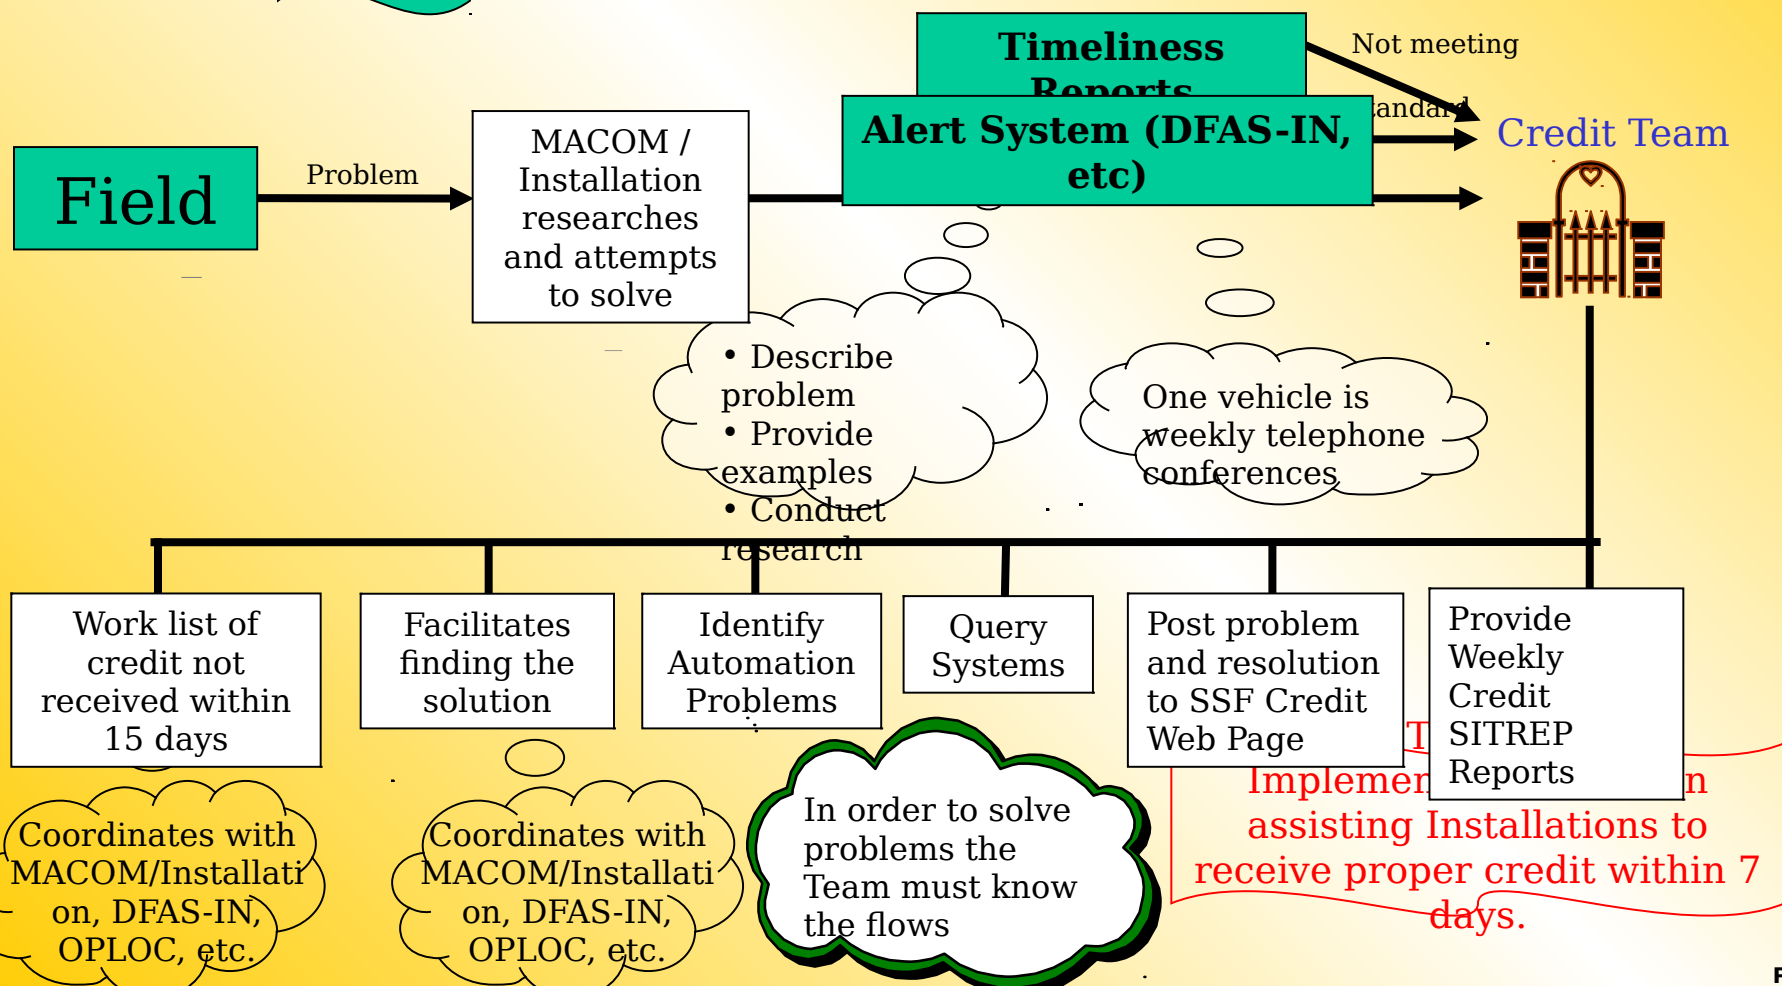 Timeliness
Reports
Not meeting
Alert System (DFAS-IN,
etc)
Credit Team
Field
Problem
MACOM /
Installation
researches
and attempts
to solve
• Describe
problem
• Provide
examples
• Conduct
research
One vehicle is
weekly telephone
conferences
Work list of
credit not
received within
15 days
Facilitates
finding the
solution
Identify
Automation
Problems
Query
Systems
Post problem
and resolution
to SSF Credit
Web Page
Provide
Weekly
Credit
SITREP
Reports
Coordinates with
MACOM/Installati
on, DFAS-IN,
OPLOC, etc.
Coordinates with
MACOM/Installati
on, DFAS-IN,
OPLOC, etc.
In order to solve
problems the
Team must know
the flows
assisting Installations to
receive proper credit within 7
days.